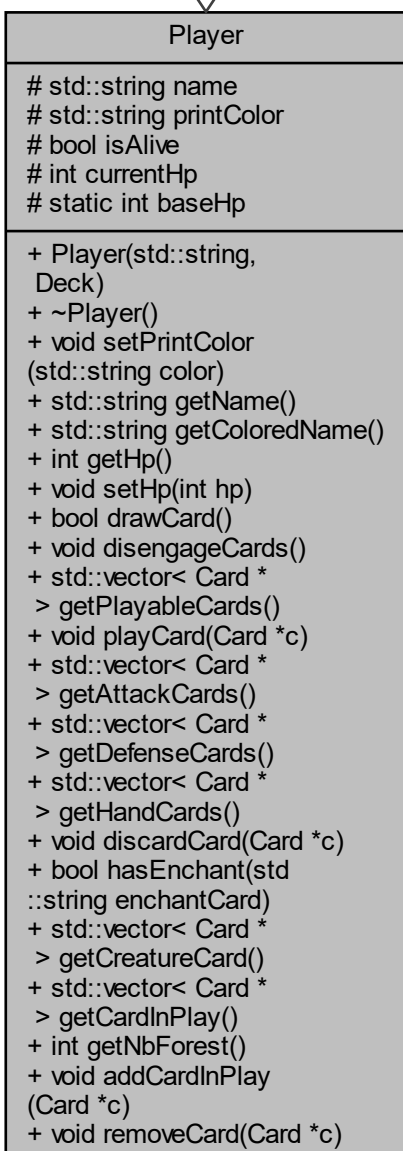 Player
# std::string name
# std::string printColor
# bool isAlive
# int currentHp
# static int baseHp
+ Player(std::string,
Deck)
+ ~Player()
+ void setPrintColor
(std::string color)
+ std::string getName()
+ std::string getColoredName()
+ int getHp()
+ void setHp(int hp)
+ bool drawCard()
+ void disengageCards()
+ std::vector< Card *
> getPlayableCards()
+ void playCard(Card *c)
+ std::vector< Card *
> getAttackCards()
+ std::vector< Card *
> getDefenseCards()
+ std::vector< Card *
> getHandCards()
+ void discardCard(Card *c)
+ bool hasEnchant(std
::string enchantCard)
+ std::vector< Card *
> getCreatureCard()
+ std::vector< Card *
> getCardInPlay()
+ int getNbForest()
+ void addCardInPlay
(Card *c)
+ void removeCard(Card *c)